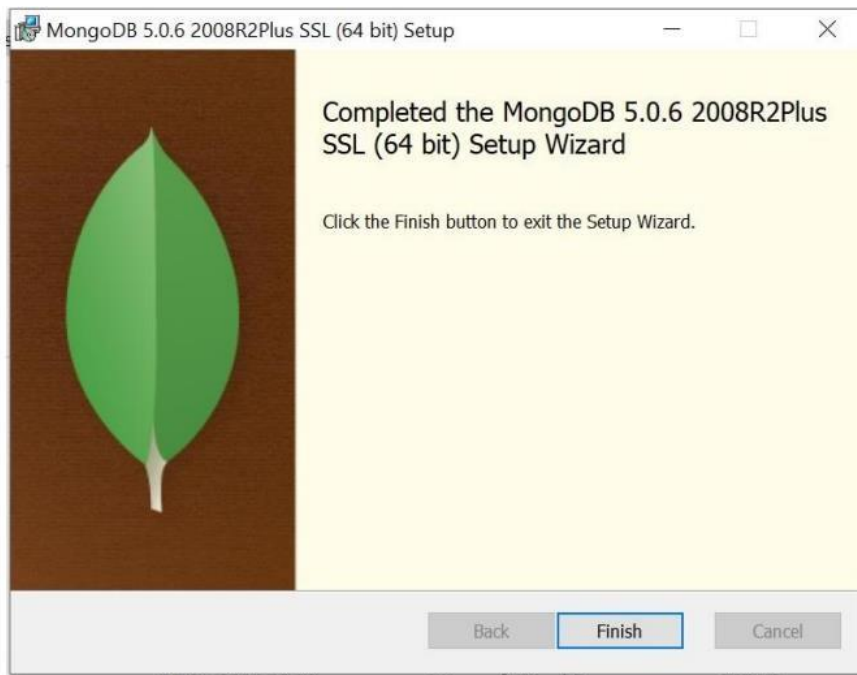 MongoDB 5.0.6 2008R2Plus SSL (64 bit) Setup
Completed the MongoDB 5.0.6 2008R2Plus
SSL (64 bit) Setup Wizard
Click the Finish button to exit the Setup Wizard.
Back
Finish
Cancel